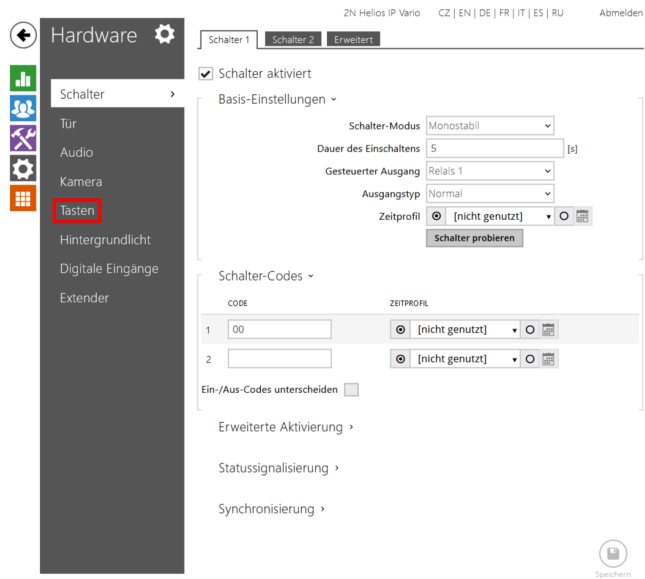 2N Helios IP Vario CZ | EN | DE | FR | IT | ES | RU Abmelden
Hardware
Schalter
Tür
Audio
Kamera
Tasten
Hintergrundlicht
Digitale Eingänge
Extender
Schalter 1 Schalter 2 Erweitert
Schalter aktiviert
Basis-Einstellungen
Schalter-Modus Monostabil
Dauer des Einschaltens 5 [s]
Gesteuerter Ausgang Relais 1
Ausgangstyp Normal
Zeitprofil [nicht genutzt]
Schalter probieren
Schalter-Codes
CODE ZEITPROFIL
1 00 [nicht genutzt]
2 [nicht genutzt]
Ein-/Aus-Codes unterscheiden
Erweiterte Aktivierung
Statussignalisierung
Synchronisierung
Speichern